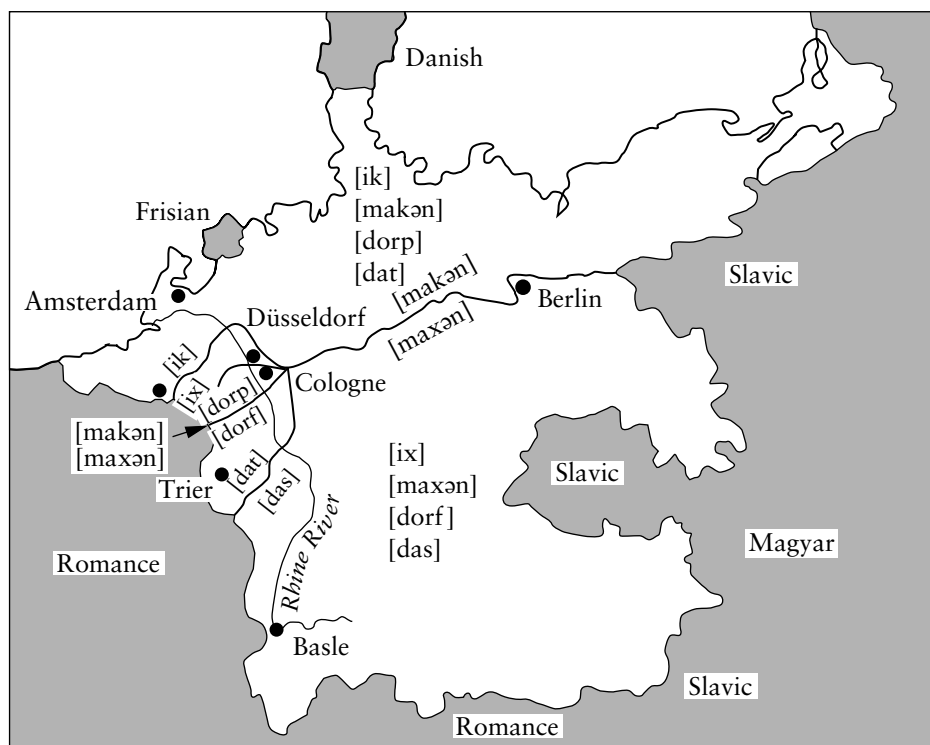 Danish
[ik]
[makən]
[dorp]
[dat]
Frisian
Slavic
[makən]
[maxən]
Amsterdam
Berlin
Düsseldorf
[ik]
[ix]
Cologne
[dorp]
[dorf]
[makən]
[maxən]
[dat]
[das]
Trier
[ix]
[maxən]
[dorf]
[das]
Slavic
Magyar
Romance
Rhine River
Basle
Slavic
Romance